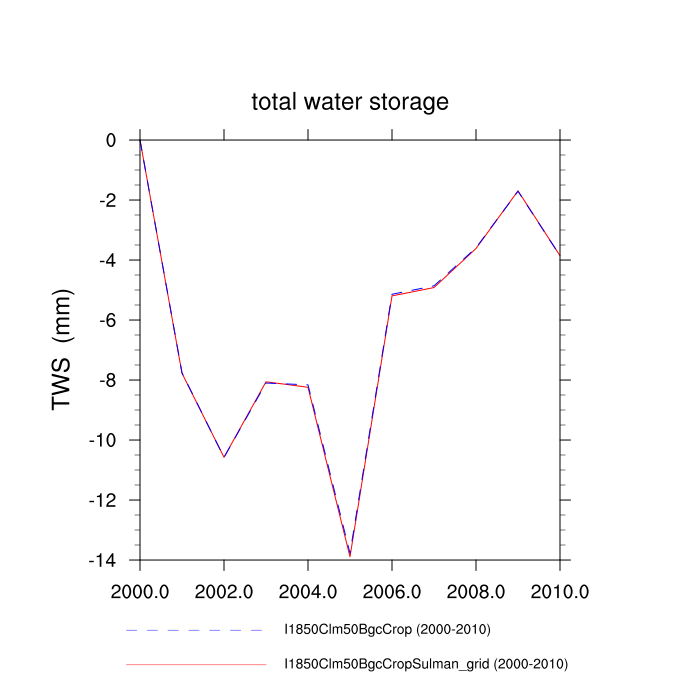 total water storage
TWS (mm)
0
-2
-4
-6
-8
-10
-12
-14
2000.0 2002.0 2004.0 2006.0 2008.0 2010.0
I1850Clm50BgcCrop (2000-2010)
I1850Clm50BgcCropSulman_grid (2000-2010)